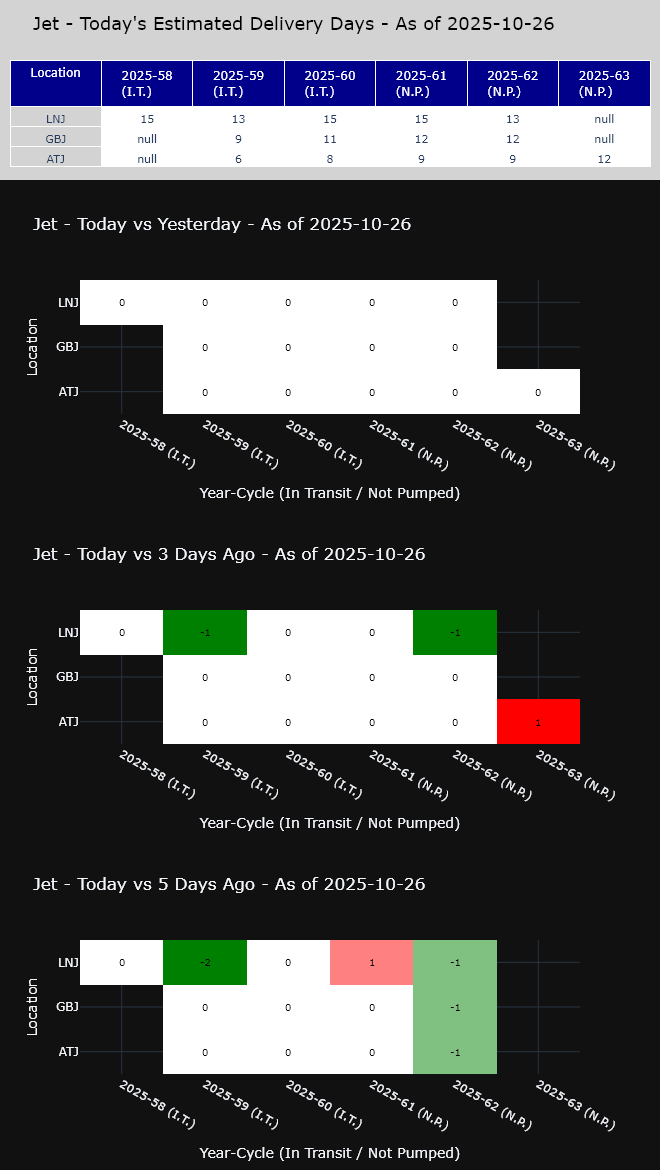 Jet - Today's Estimated Delivery Days - As of 2025-10-26
Location 2025-58 (I.T.) 2025-59 (I.T.) 2025-60 (I.T.) 2025-61 (N.P.) 2025-62 (N.P.) 2025-63 (N.P.)
LNJ 15 13 15 15 13 null
GBJ null 9 11 12 12 null
ATJ null 6 8 9 9 12
Jet - Today vs Yesterday - As of 2025-10-26
Location
LNJ 0 0 0 0 0
GBJ 0 0 0 0
ATJ 0 0 0 0 0
2025-58 (I.T.) 2025-59 (I.T.) 2025-60 (I.T.) 2025-61 (N.P.) 2025-62 (N.P.) 2025-63 (N.P.)
Year-Cycle (In Transit / Not Pumped)
Jet - Today vs 3 Days Ago - As of 2025-10-26
Location
LNJ 0 -1 0 0 -1
GBJ 0 0 0 0
ATJ 0 0 0 0 1
2025-58 (I.T.) 2025-59 (I.T.) 2025-60 (I.T.) 2025-61 (N.P.) 2025-62 (N.P.) 2025-63 (N.P.)
Year-Cycle (In Transit / Not Pumped)
Jet - Today vs 5 Days Ago - As of 2025-10-26
Location
LNJ 0 -2 0 1 -1
GBJ 0 0 0 -1
ATJ 0 0 0 -1
2025-58 (I.T.) 2025-59 (I.T.) 2025-60 (I.T.) 2025-61 (N.P.) 2025-62 (N.P.) 2025-63 (N.P.)
Year-Cycle (In Transit / Not Pumped)